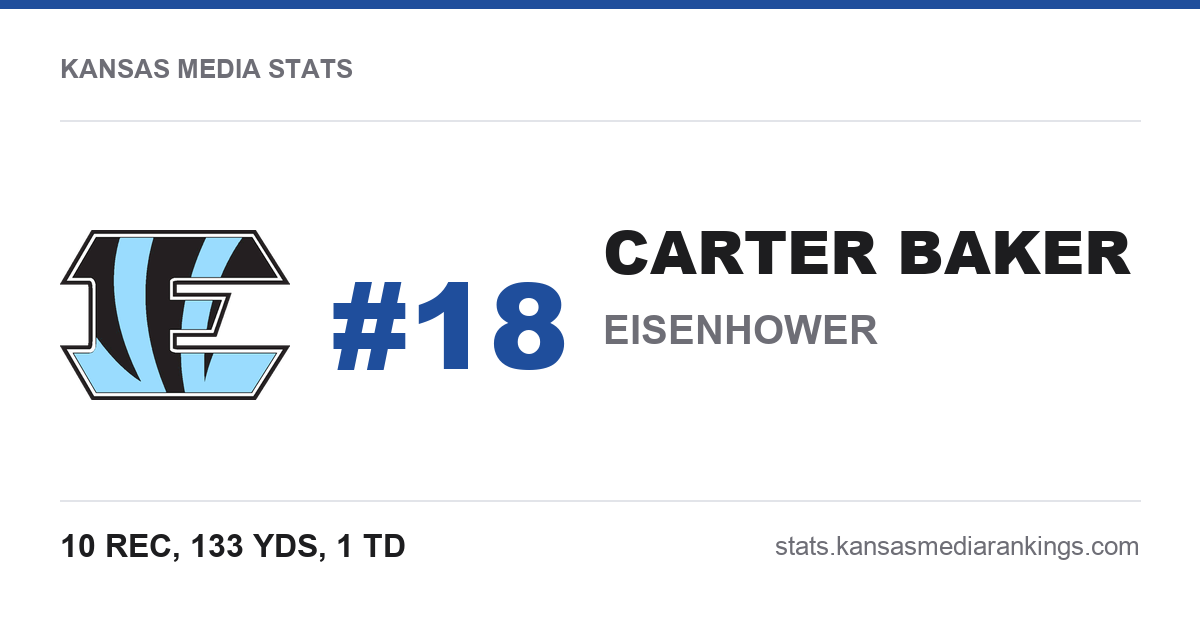 KANSAS MEDIA STATS
E
#18
CARTER BAKER
EISENHOWER
10 REC, 133 YDS, 1 TD
stats.kansasmediarankings.com